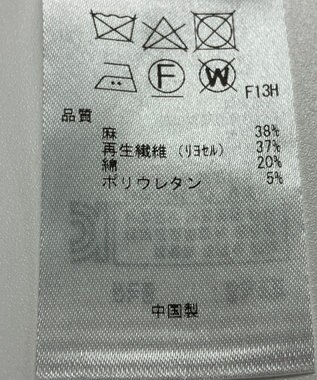 F
W
F13H
品質
麻 38%
再生繊維 (リヨセル) 37%
綿 20%
ポリウレタン 5%
中国製